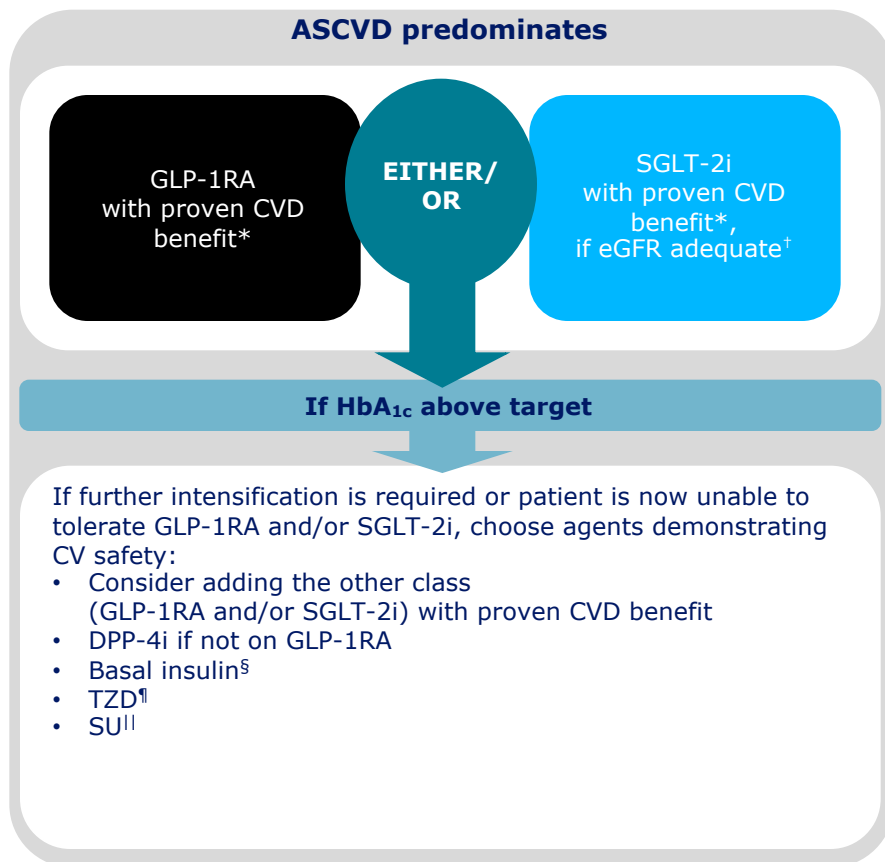 ASCVD predominates
GLP-1RA
with proven CVD
benefit*
EITHER/
OR
SGLT-2i
with proven CVD
benefit*,
if eGFR adequate†
If HbA1c above target
If further intensification is required or patient is now unable to
tolerate GLP-1RA and/or SGLT-2i, choose agents demonstrating
CV safety:
• Consider adding the other class
(GLP-1RA and/or SGLT-2i) with proven CVD benefit
• DPP-4i if not on GLP-1RA
• Basal insulin§
• TZD¶
• SU||